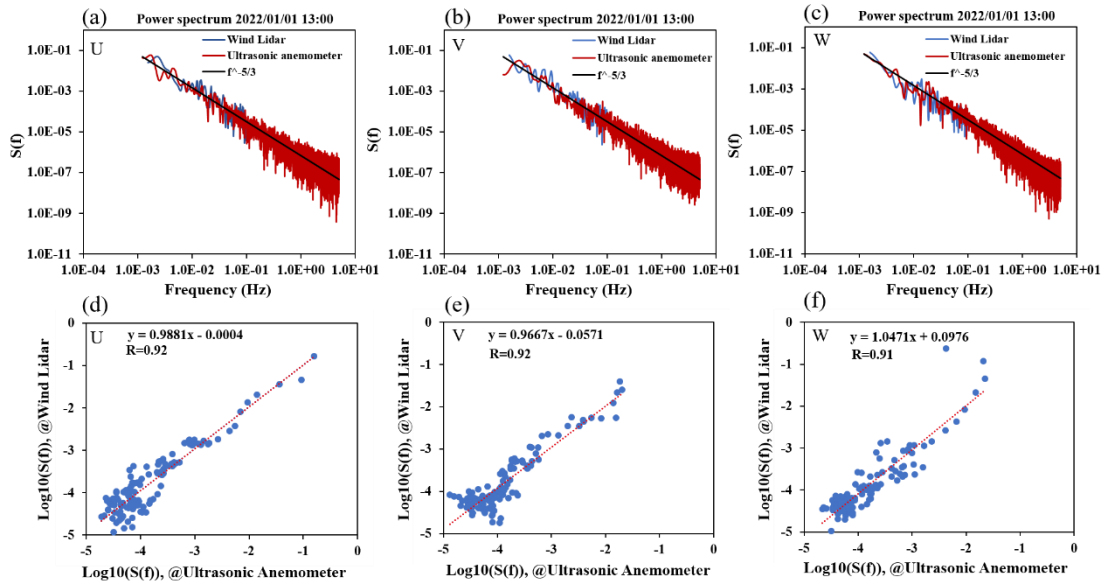 (a)
Power spectrum 2022/01/01 13:00
U
Wind Lidar
Ultrasonic anemometer
f^-5/3
1.0E-01
1.0E-03
1.0E-05
1.0E-07
1.0E-09
1.0E-11
S(f)
1.0E-04 1.0E-03 1.0E-02 1.0E-01 1.0E+00 1.0E+01
Frequency (Hz)
(b)
Power spectrum 2022/01/01 13:00
V
Wind Lidar
Ultrasonic anemometer
f^-5/3
1.0E-01
1.0E-03
1.0E-05
1.0E-07
1.0E-09
1.0E-11
S(f)
1.0E-04 1.0E-03 1.0E-02 1.0E-01 1.0E+00 1.0E+01
Frequency (Hz)
(c)
Power spectrum 2022/01/01 13:00
W
Wind Lidar
Ultrasonic anemometer
f^-5/3
1.0E-01
1.0E-03
1.0E-05
1.0E-07
1.0E-09
1.0E-11
S(f)
1.0E-04 1.0E-03 1.0E-02 1.0E-01 1.0E+00 1.0E+01
Frequency (Hz)
(d)
U
y = 0.9881x - 0.0004
R=0.92
0
-1
-2
-3
-4
-5
Log10(S(f)), @Wind Lidar
-5 -4 -3 -2 -1 0
Log10(S(f)), @Ultrasonic Anemometer
(e)
V
y = 0.9667x - 0.0571
R=0.92
0
-1
-2
-3
-4
-5
Log10(S(f)), @Wind Lidar
-5 -4 -3 -2 -1 0
Log10(S(f)), @Ultrasonic Anemometer
(f)
W
y = 1.0471x + 0.0976
R=0.91
0
-1
-2
-3
-4
-5
Log10(S(f)), @Wind Lidar
-5 -4 -3 -2 -1 0
Log10(S(f)), @Ultrasonic Anemometer